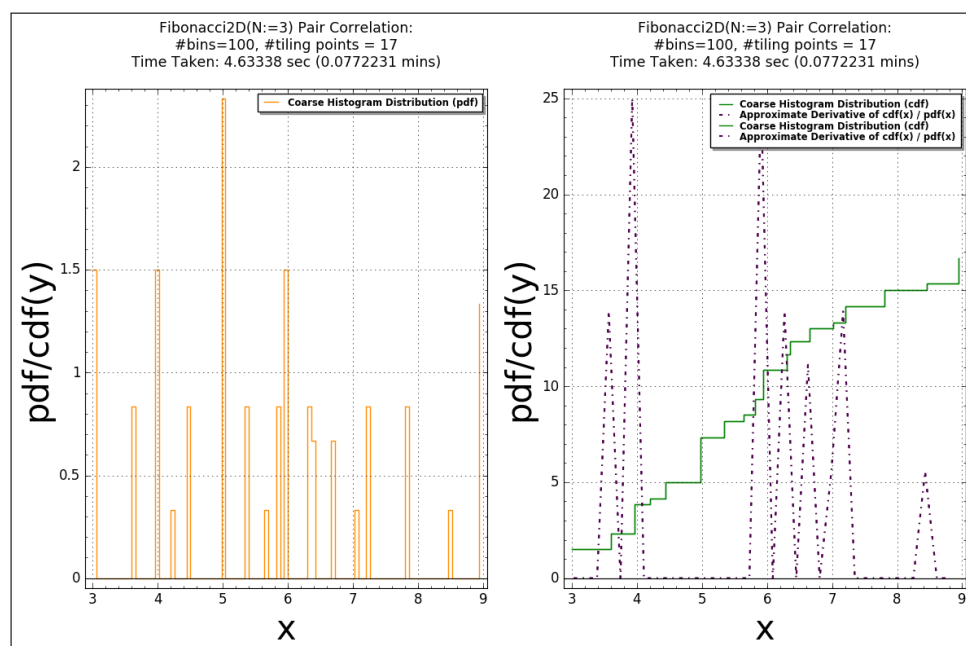 Fibonacci2D(N:=3) Pair Correlation:
#bins=100, #tiling points = 17
Time Taken: 4.63338 sec (0.0772231 mins)
Coarse Histogram Distribution (pdf)
pdf/cdf(y)
2
1.5
1
0.5
0
3 4 5 6 7 8 9
x
Fibonacci2D(N:=3) Pair Correlation:
#bins=100, #tiling points = 17
Time Taken: 4.63338 sec (0.0772231 mins)
Coarse Histogram Distribution (cdf)
Approximate Derivative of cdf(x) / pdf(x)
Coarse Histogram Distribution (cdf)
Approximate Derivative of cdf(x) / pdf(x)
pdf/cdf(y)
25
20
15
10
5
0
3 4 5 6 7 8 9
x